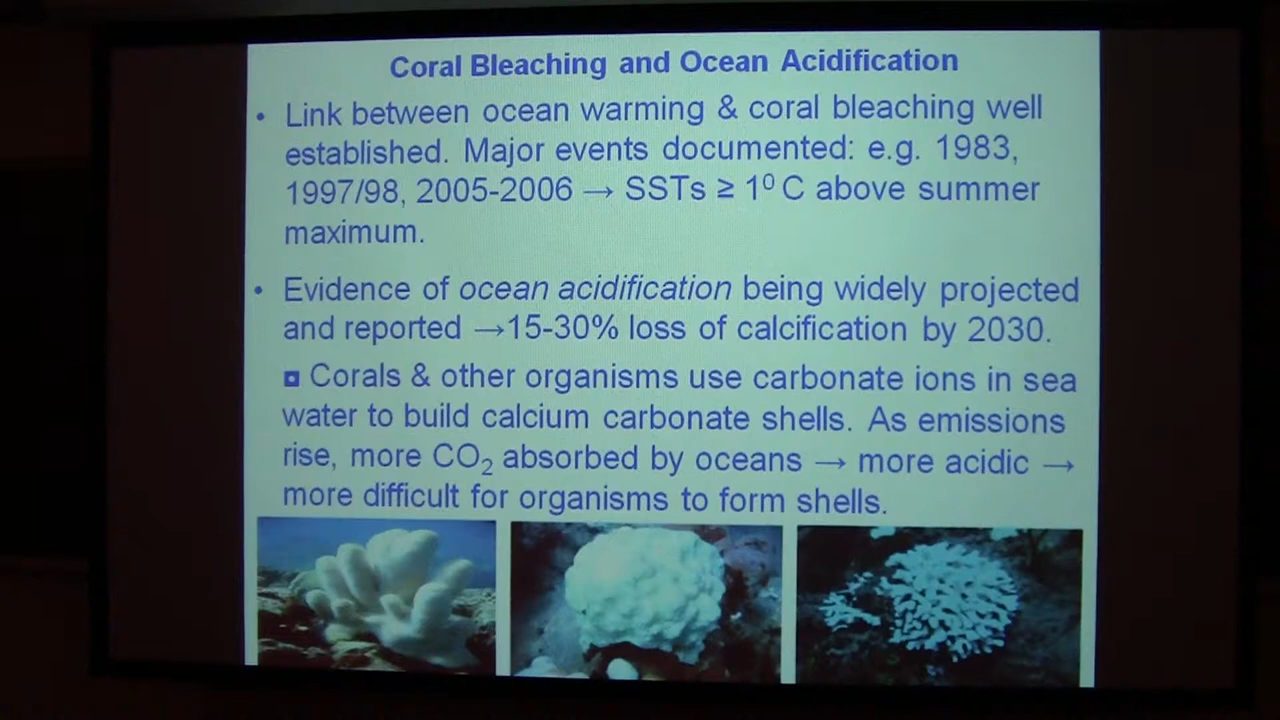 Coral Bleaching and Ocean Acidification
• Link between ocean warming & coral bleaching well
established. Major events documented: e.g. 1983,
1997/98, 2005-2006 → SSTs ≥ 1⁰ C above summer
maximum.
• Evidence of ocean acidification being widely projected
and reported →15-30% loss of calcification by 2030.
◘ Corals & other organisms use carbonate ions in sea
water to build calcium carbonate shells. As emissions
rise, more CO₂ absorbed by oceans → more acidic →
more difficult for organisms to form shells.